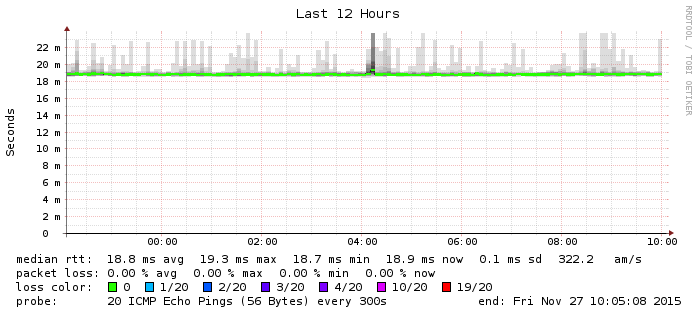 Last 12 Hours
RRDTOOL / TOBI OETIKER
Seconds
22 m
20 m
18 m
16 m
14 m
12 m
10 m
8 m
6 m
4 m
2 m
0
00:00 02:00 04:00 06:00 08:00 10:00
median rtt: 18.8 ms avg 19.3 ms max 18.7 ms min 18.9 ms now 0.1 ms sd 322.2 am/s
packet loss: 0.00 % avg 0.00 % max 0.00 % min 0.00 % now
loss color: 0 1/20 2/20 3/20 4/20 10/20 19/20
probe: 20 ICMP Echo Pings (56 Bytes) every 300s end: Fri Nov 27 10:05:08 2015